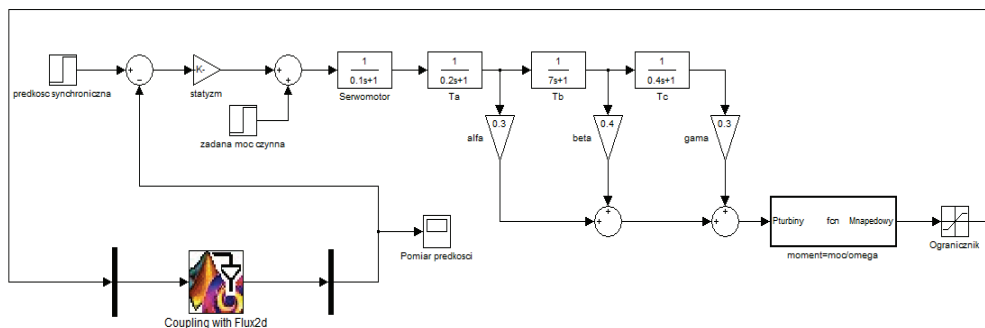 predkosc synchroniczna
+
-
-K-
statyzm
+
+
zadana moc czynna
1
0.1s+1
Serwomotor
1
0.2s+1
Ta
1
7s+1
Tb
1
0.4s+1
Tc
0.3
alfa
0.4
beta
0.3
gama
+
+
+
+
Pturbiny fcn Mnapedowy
moment=moc/omega
Ogranicznik
Pomiar predkosci
Coupling with Flux2d